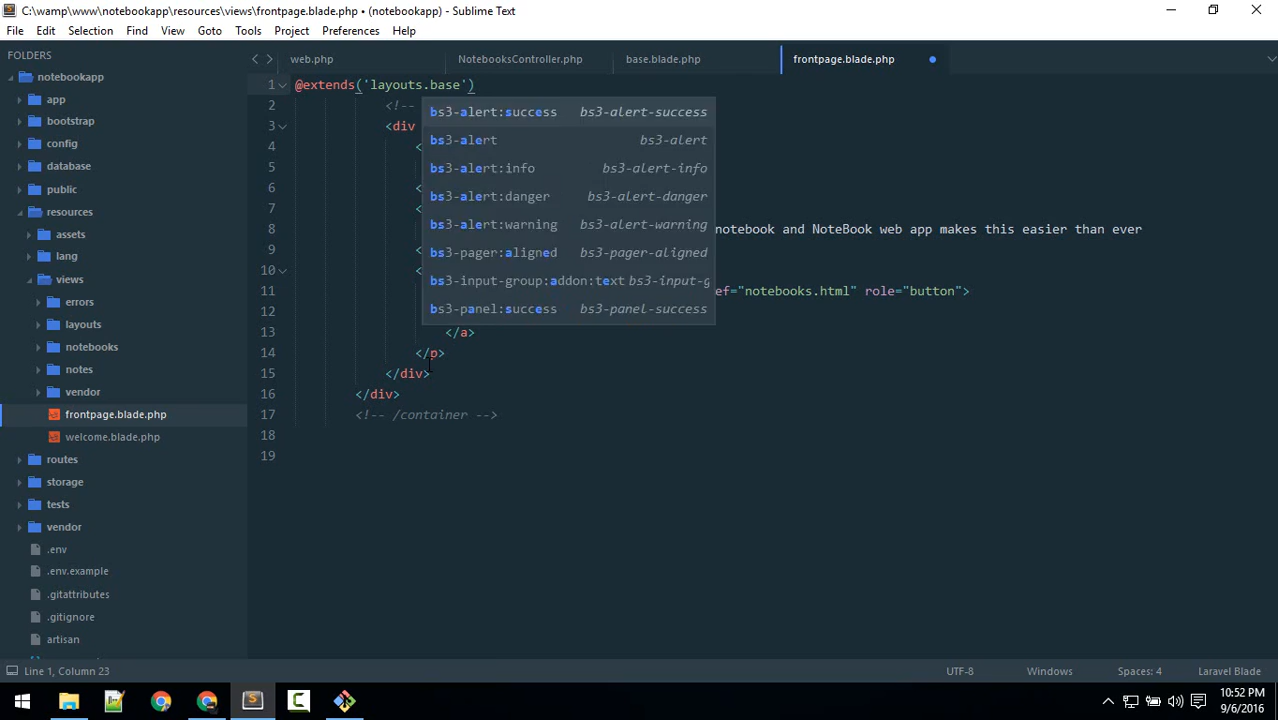 C:\wamp\www\notebookapp\resources\views\frontpage.blade.php • (notebookapp) - Sublime Text
File Edit Selection Find View Goto Tools Project Preferences Help
FOLDERS
notebookapp
app
bootstrap
config
database
public
resources
assets
lang
views
errors
layouts
notebooks
notes
vendor
frontpage.blade.php
welcome.blade.php
routes
storage
tests
vendor
.env
.env.example
.gitattributes
.gitignore
artisan
web.php NotebooksController.php base.blade.php frontpage.blade.php
1 @extends('layouts.base')
2 <!--
3 <div
4 <
5
6 <
7 <
8 notebook and NoteBook web app makes this easier than ever
9 <
10 <
11 ef="notebooks.html" role="button">
12
13 </a>
14 </p>
15 </div>
16 </div>
17 <!-- /container -->
18
19
bs3-alert:success bs3-alert-success
bs3-alert bs3-alert
bs3-alert:info bs3-alert-info
bs3-alert:danger bs3-alert-danger
bs3-alert:warning bs3-alert-warning
bs3-pager:aligned bs3-pager-aligned
bs3-input-group:addon:text bs3-input-g
bs3-panel:success bs3-panel-success
Line 1, Column 23 UTF-8 Windows Spaces: 4 Laravel Blade
10:52 PM
9/6/2016